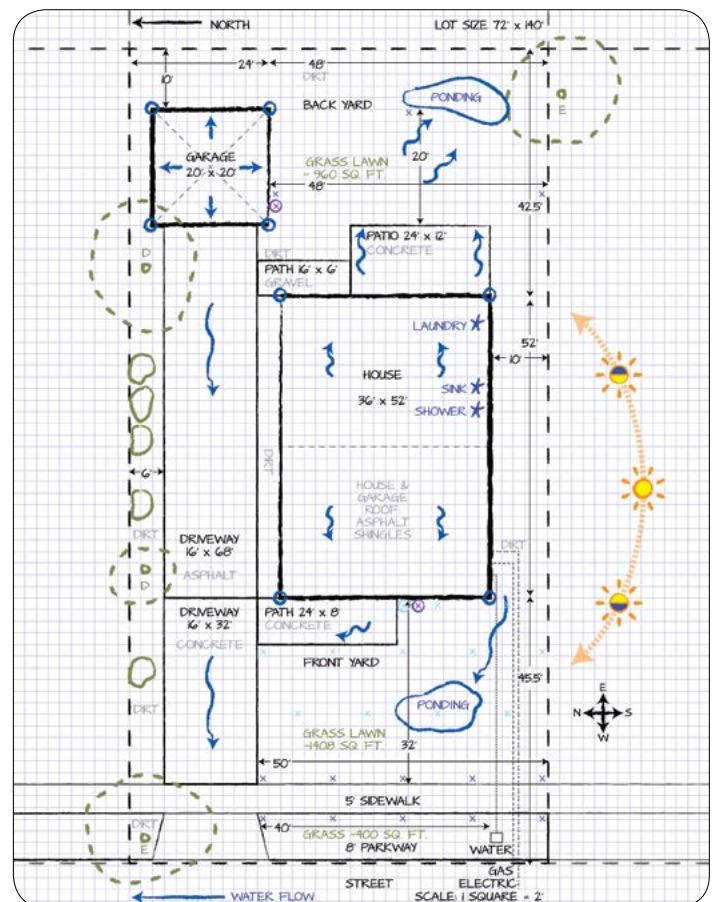 NORTH
LOT SIZE 72' x 140'
24'
48'
DIRT
10'
BACK YARD
PONDING
E
GARAGE
20' x 20'
GRASS LAWN
~ 960 SQ. FT.
20'
48'
42.5'
D
DIRT
PATIO 24' x 12'
CONCRETE
PATH 16' x 6'
GRAVEL
LAUNDRY
52'
10'
HOUSE
SINK
36' x 52'
SHOWER
DIRT
6'
HOUSE &
GARAGE
ROOF:
ASPHALT
SHINGLES
DIRT
DRIVEWAY
16' x 68'
DIRT
ASPHALT
D
DRIVEWAY
16' x 32'
CONCRETE
PATH 24' x 8'
CONCRETE
FRONT YARD
45.5'
E
N
S
W
PONDING
DIRT
GRASS LAWN
~1408 SQ. FT.
32'
50'
5' SIDEWALK
DIRT
E
40'
GRASS ~400 SQ. FT.
8' PARKWAY
WATER
GAS
STREET
ELECTRIC
WATER FLOW
SCALE: 1 SQUARE = 2'